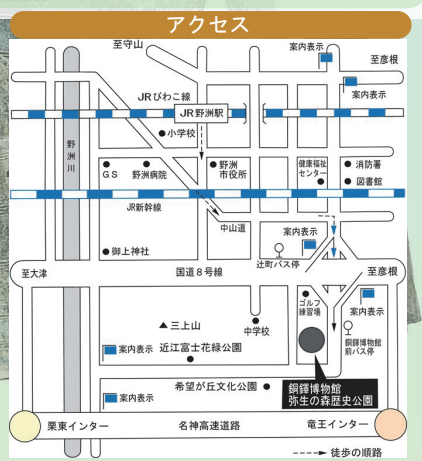 アクセス
至守山
案内表示
至彦根
案内表示
JRびわこ線
JR野洲駅
小学校
野洲川
GS
野洲病院
野洲
市役所
健康福祉
センター
消防署
図書館
JR新幹線
中山道
案内表示
辻町バス停
御上神社
至大津
国道8号線
至彦根
ゴルフ
練習場
案内表示
中学校
銅鐸博物館
前バス停
三上山
案内表示
近江富士花緑公園
希望が丘文化公園
銅鐸博物館
弥生の森歴史公園
案内表示
栗東インター
名神高速道路
竜王インター
徒歩の順路